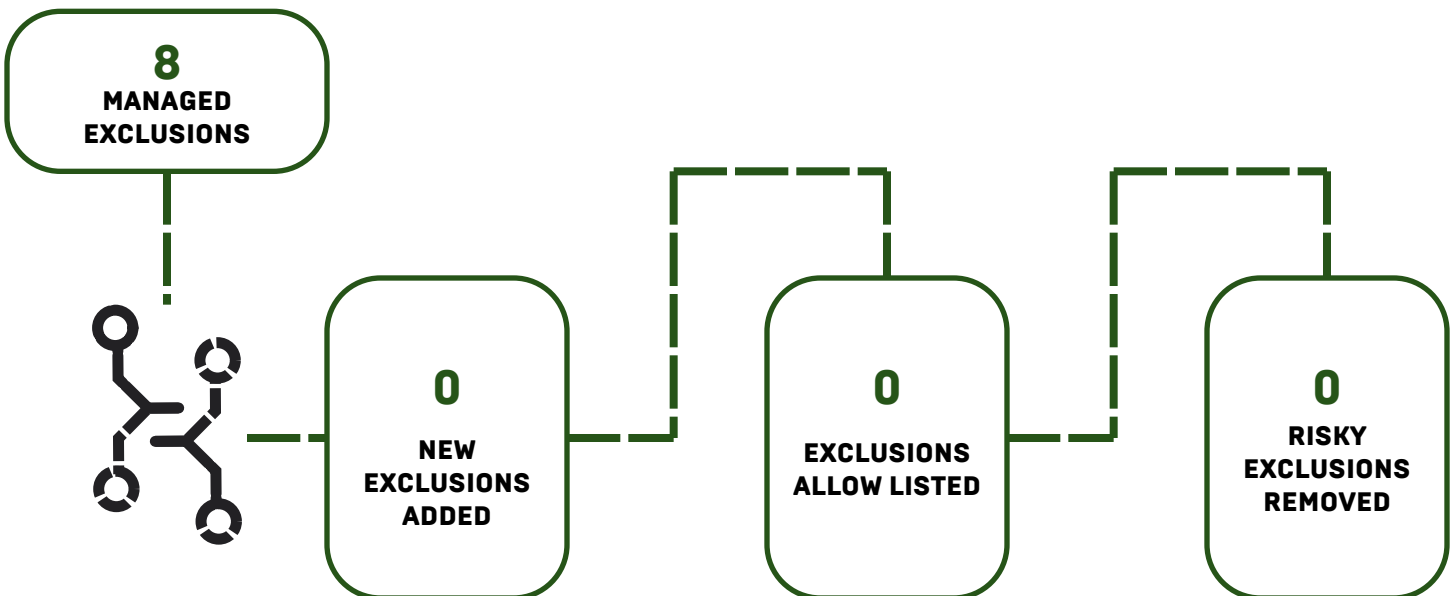 8
MANAGED
EXCLUSIONS
0
NEW
EXCLUSIONS
ADDED
0
EXCLUSIONS
ALLOW LISTED
0
RISKY
EXCLUSIONS
REMOVED